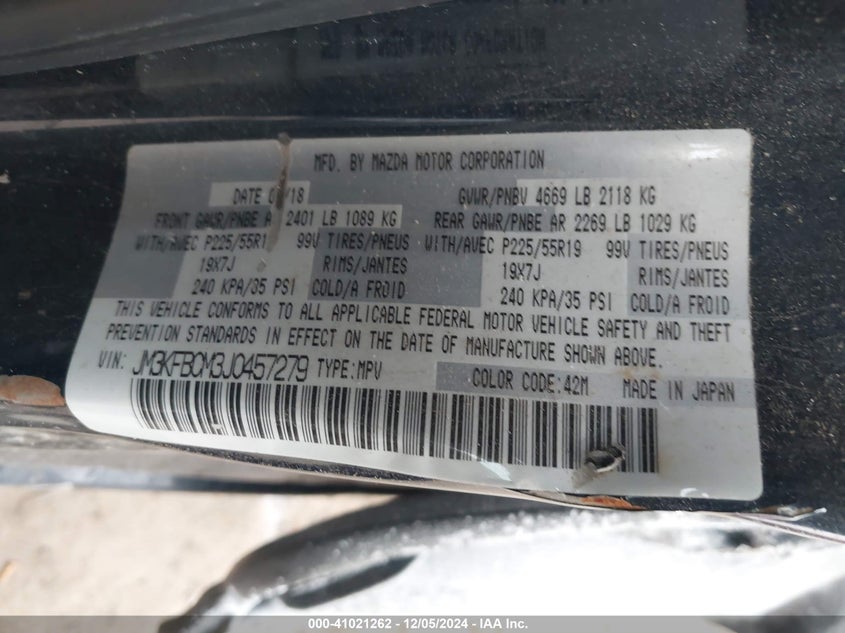 MFD. BY MAZDA MOTOR CORPORATION
DATE 0 /18 GVWR/PNBV 4669 LB 2118 KG
FRONT GAWR/PNBE A 2401 LB 1089 KG REAR GAWR/PNBE AR 2269 LB 1029 KG
WITH/AVEC P225/55R1 99V TIRES/PNEUS WITH/AVEC P225/55R19 99V TIRES/PNEUS
19X7J RIMS/JANTES 19X7J RIMS/JANTES
240 KPA/35 PSI COLD/A FROID 240 KPA/35 PSI COLD/A FROID
THIS VEHICLE CONFORMS TO ALL APPLICABLE FEDERAL MOTOR VEHICLE SAFETY AND THEFT
PREVENTION STANDARDS IN EFFECT ON THE DATE OF MANUFACTURE SHOWN ABOVE.
VIN: JM3KFBCM3J0457279 TYPE:MPV COLOR CODE:42M MADE IN JAPAN
000-41021262 - 12/05/2024 - IAA Inc.